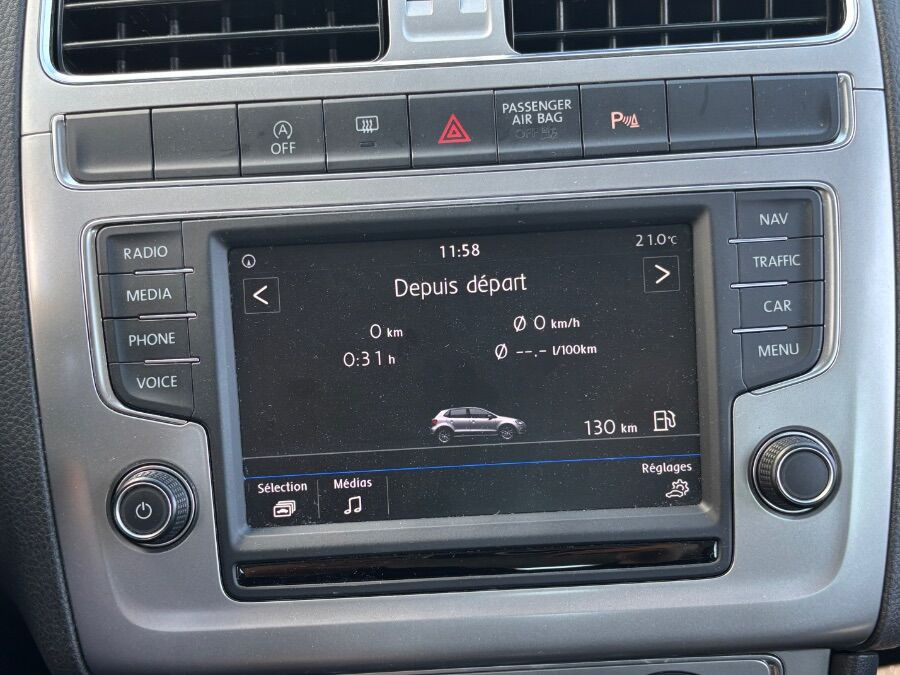 OFF
PASSENGER
AIR BAG
OFF
P
RADIO
MEDIA
PHONE
VOICE
11:58
21.0°C
<
Depuis départ
>
0 km
Ø 0 km/h
0:31 h
Ø --.- l/100km
130 km
Sélection
Médias
Réglages
NAV
TRAFFIC
CAR
MENU